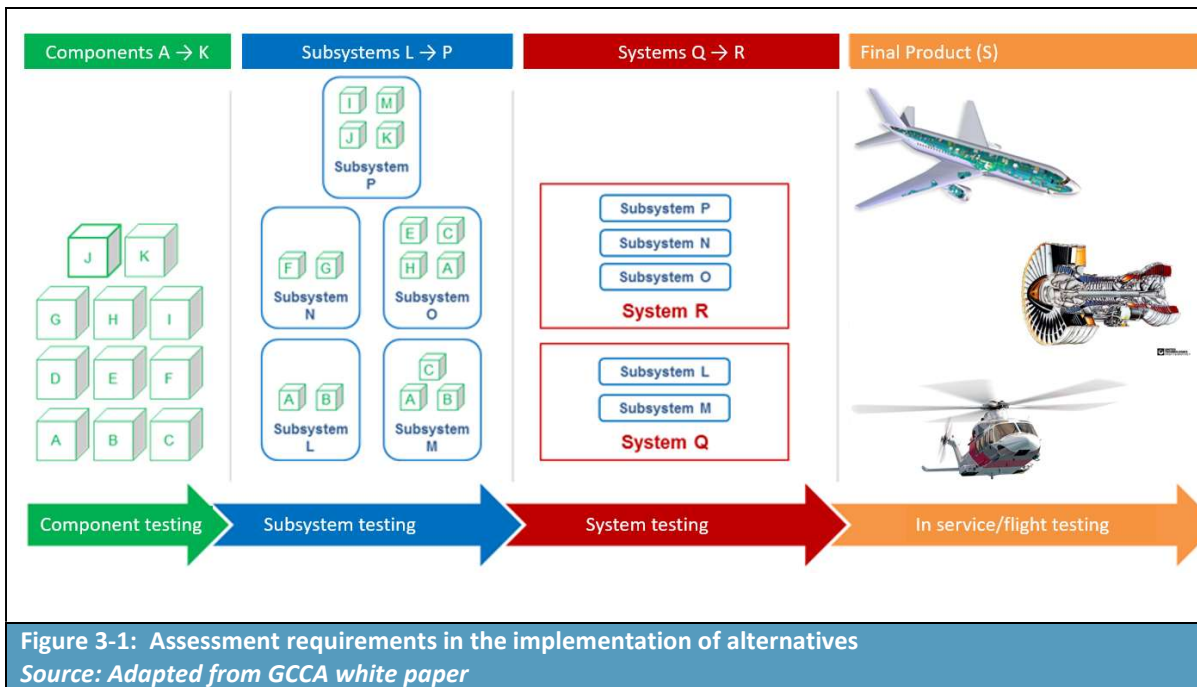 Components A → K
Subsystems L → P
Systems Q → R
Final Product (S)
J K
G H I
D E F
A B C
I M
J K
Subsystem
P
F G
Subsystem
N
E C
H A
Subsystem
O
A B
Subsystem
L
C
A B
Subsystem
M
Subsystem P
Subsystem N
Subsystem O
System R
Subsystem L
Subsystem M
System Q
Component testing
Subsystem testing
System testing
In service/flight testing
Figure 3-1: Assessment requirements in the implementation of alternatives
Source: Adapted from GCCA white paper